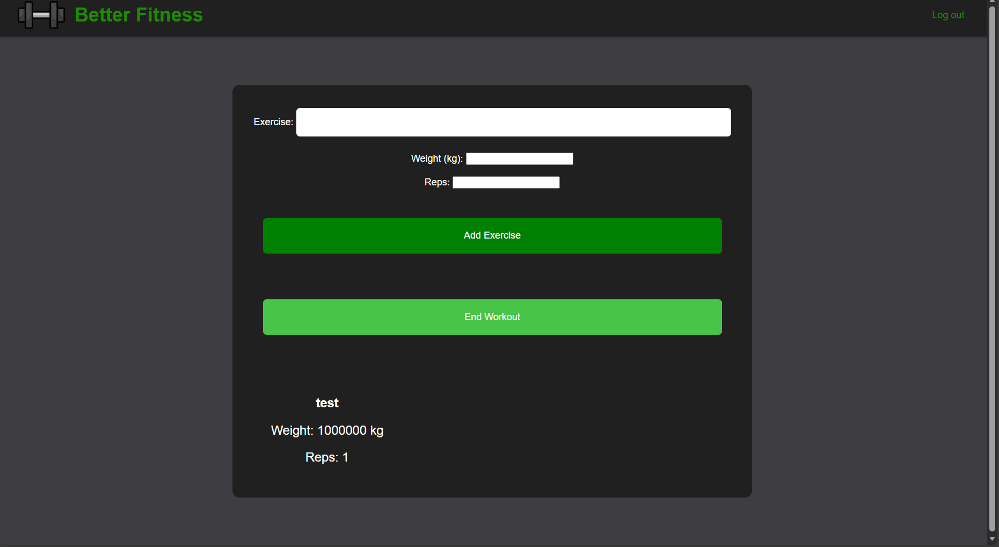 Better Fitness
Log out
Exercise:
Weight (kg):
Reps:
Add Exercise
End Workout
test
Weight: 1000000 kg
Reps: 1